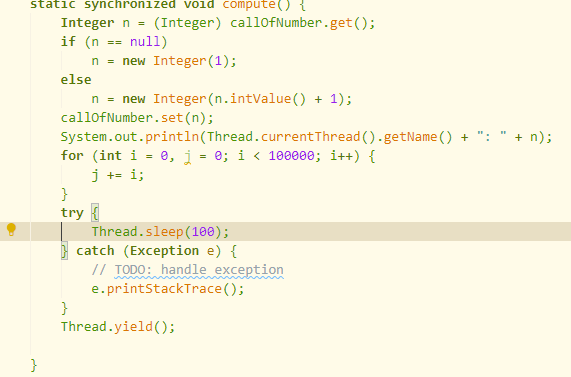 static synchronized void compute() {
    Integer n = (Integer) callOfNumber.get();
    if (n == null)
        n = new Integer(1);
    else
        n = new Integer(n.intValue() + 1);
    callOfNumber.set(n);
    System.out.println(Thread.currentThread().getName() + ": " + n);
    for (int i = 0, j = 0; i < 100000; i++) {
        j += i;
    }
    try {
        Thread.sleep(100);
    } catch (Exception e) {
        // TODO: handle exception
        e.printStackTrace();
    }
    Thread.yield();
}